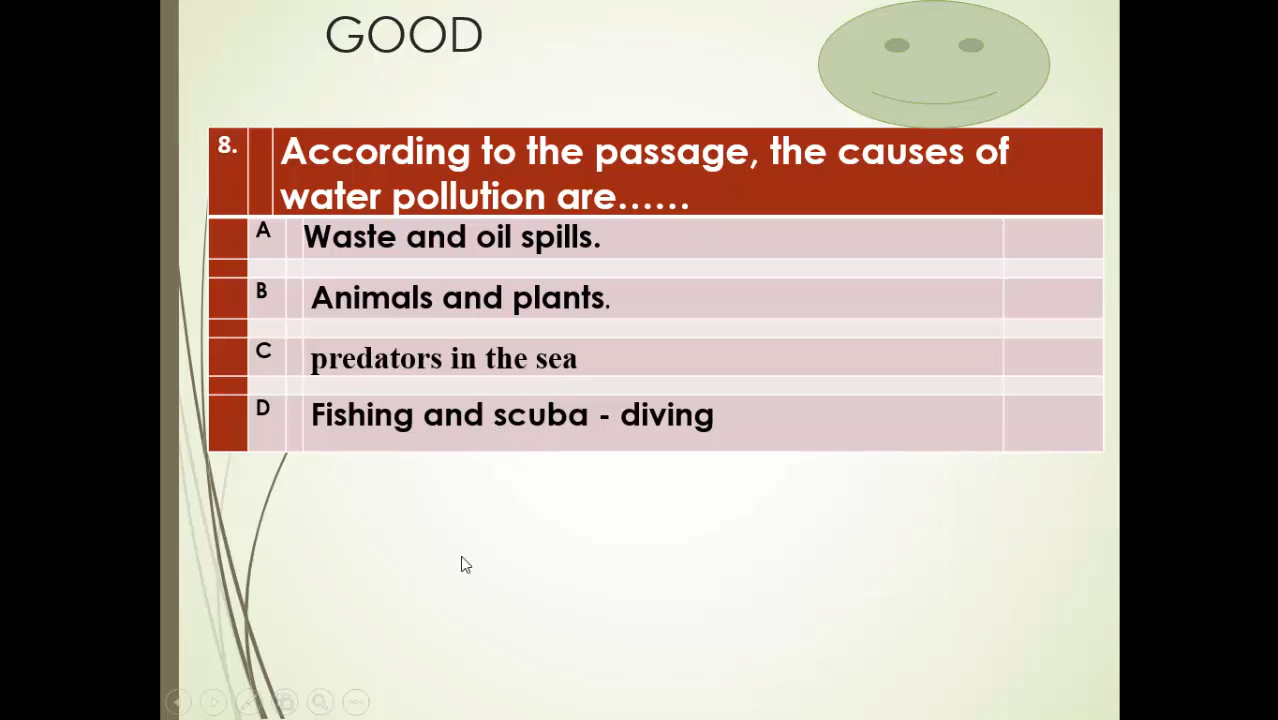 GOOD
8. According to the passage, the causes of
water pollution are......
A Waste and oil spills.
B Animals and plants.
C predators in the sea
D Fishing and scuba - diving